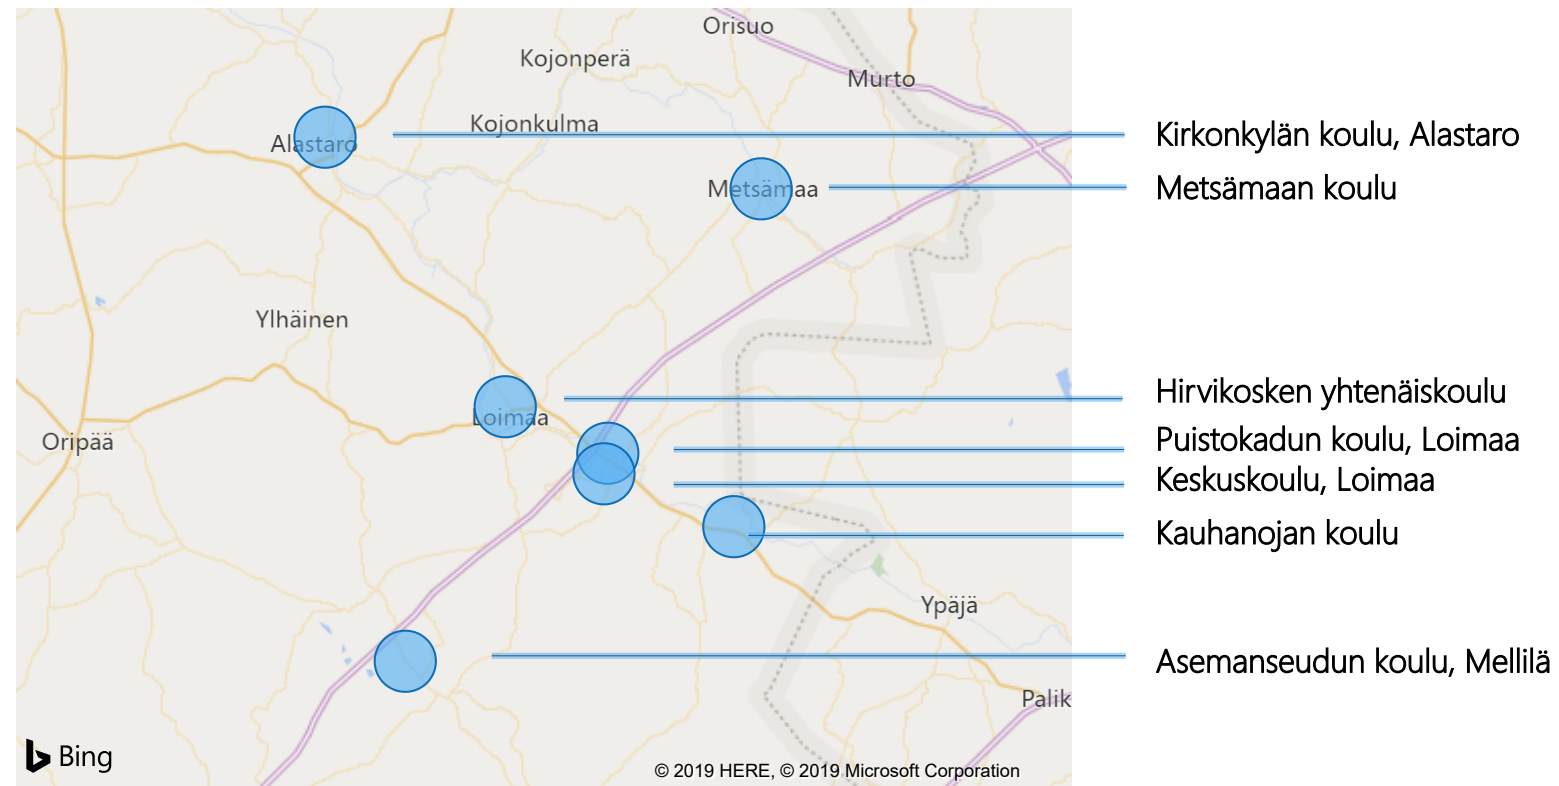 Orisuo
Kojonperä
Murto
Kojonkulma
Kirkonkylän koulu, Alastaro
Alastaro
Metsämaa
Metsämaan koulu
Ylhäinen
Hirvikosken yhtenäiskoulu
Loimaa
Oripää
Puistokadun koulu, Loimaa
Keskuskoulu, Loimaa
Kauhanojan koulu
Ypäjä
Asemanseudun koulu, Mellilä
Palik
Bing
© 2019 HERE, © 2019 Microsoft Corporation